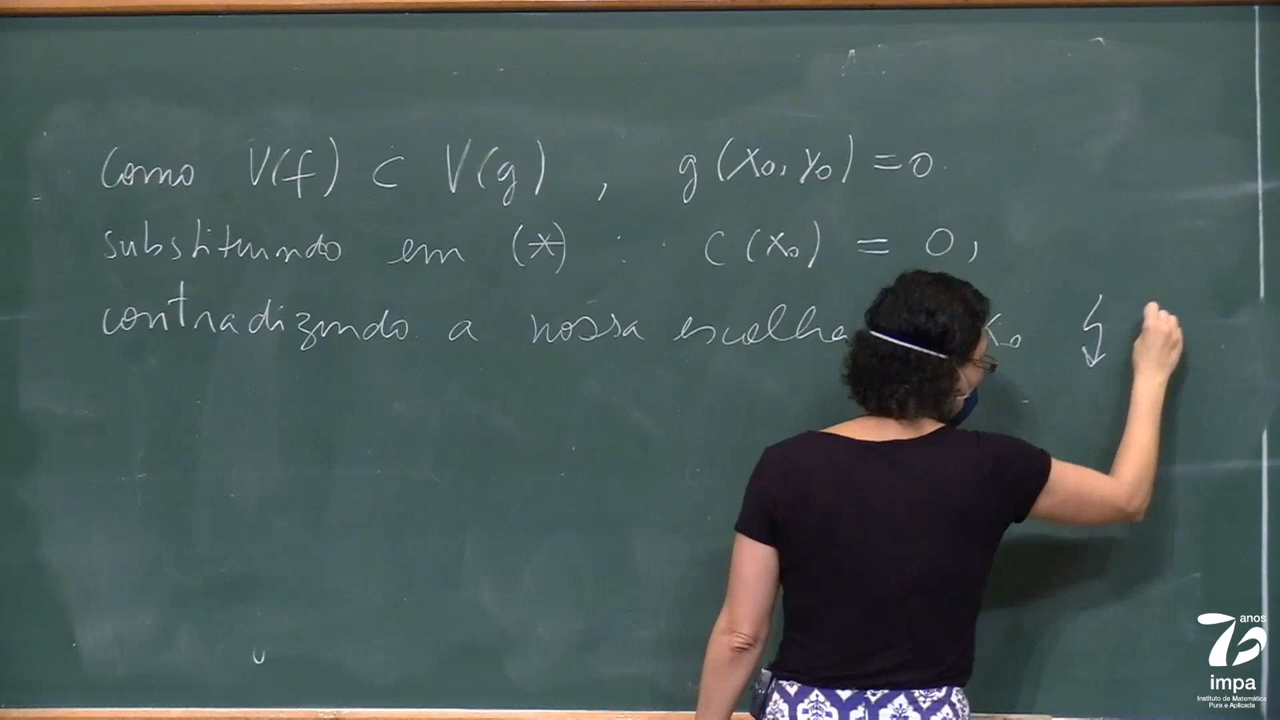 Como V(f) ⊂ V(g), g(x₀, y₀) = 0.
substituindo em (*) : c(x₀) = 0,
contradizendo a nossa escolha x₀ ↯
75 anos
impa
Instituto de Matemática
Pura e Aplicada